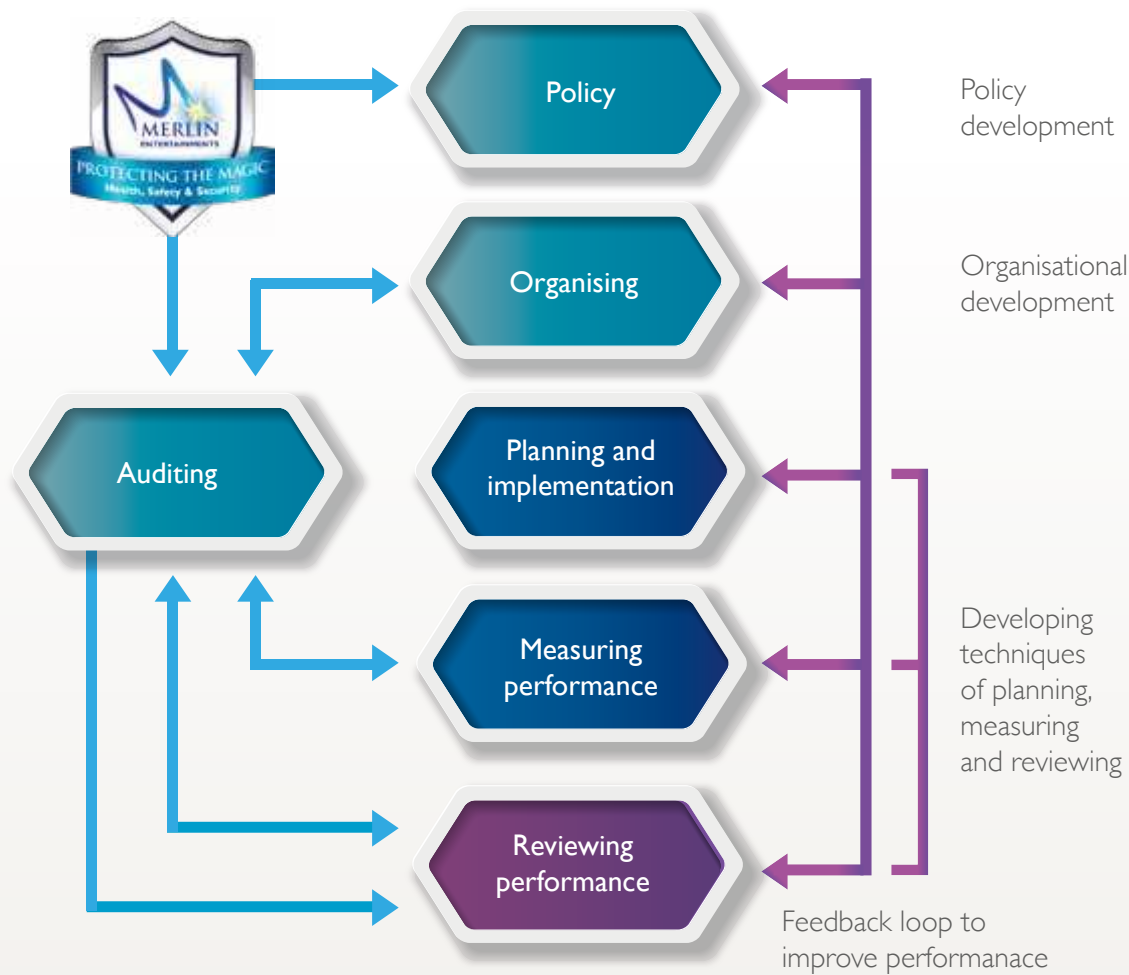 MERLIN
ENTERTAINMENTS
PROTECTING THE MAGIC
Health, Safety & Security
Policy
Policy
development
Organising
Organisational
development
Auditing
Planning and
implementation
Measuring
performance
Developing
techniques
of planning,
measuring
and reviewing
Reviewing
performance
Feedback loop to
improve performanace